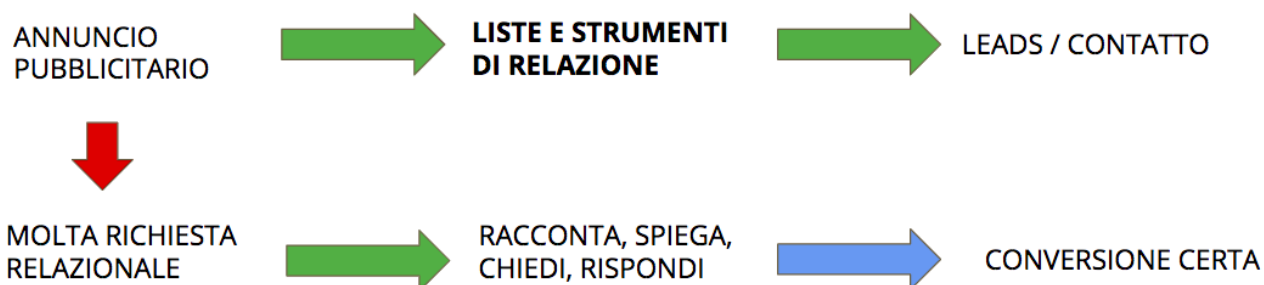 ANNUNCIO
PUBBLICITARIO
LISTE E STRUMENTI
DI RELAZIONE
LEADS / CONTATTO
MOLTA RICHIESTA
RELAZIONALE
RACCONTA, SPIEGA,
CHIEDI, RISPONDI
CONVERSIONE CERTA